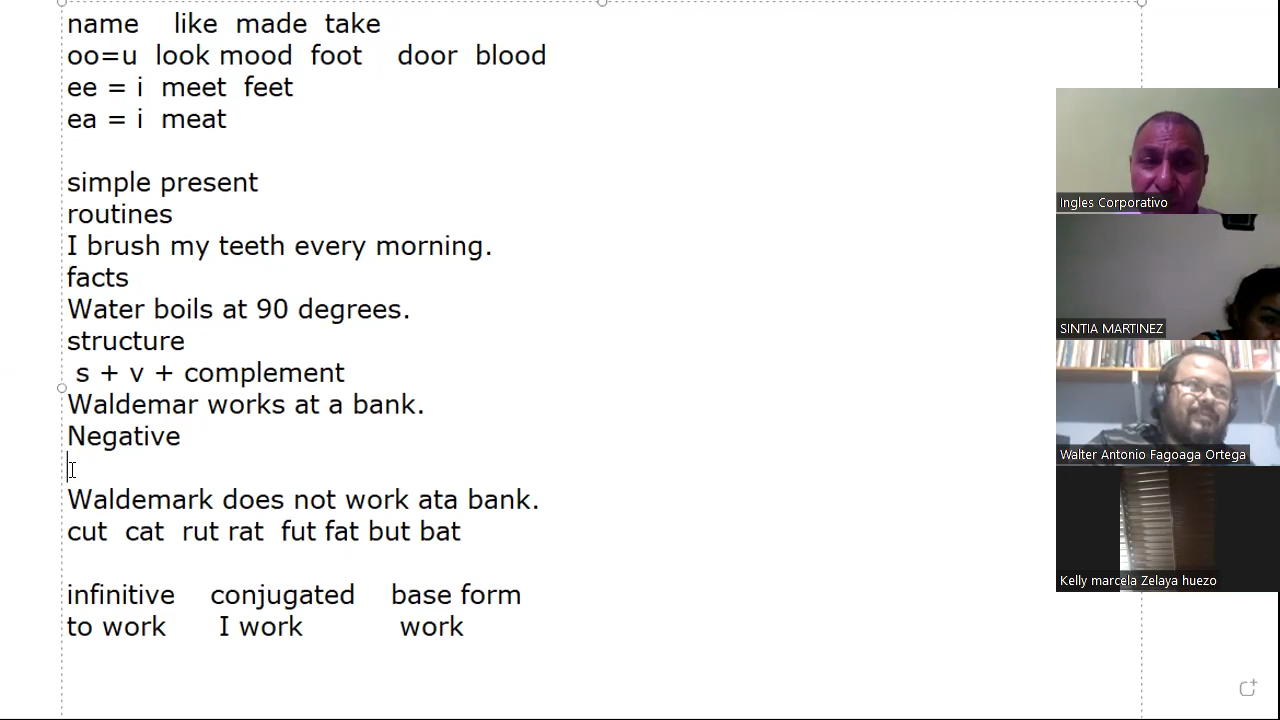 name like made take
oo=u look mood foot door blood
ee = i meet feet
ea = i meat
simple present
routines
I brush my teeth every morning.
facts
Water boils at 90 degrees.
structure
s + v + complement
Waldemar works at a bank.
Negative
Waldemark does not work ata bank.
cut cat rut rat fut fat but bat
infinitive conjugated base form
to work I work work
Ingles Corporativo
SINTIA MARTINEZ
Walter Antonio Fagoaga Ortega
Kelly marcela Zelaya huezo